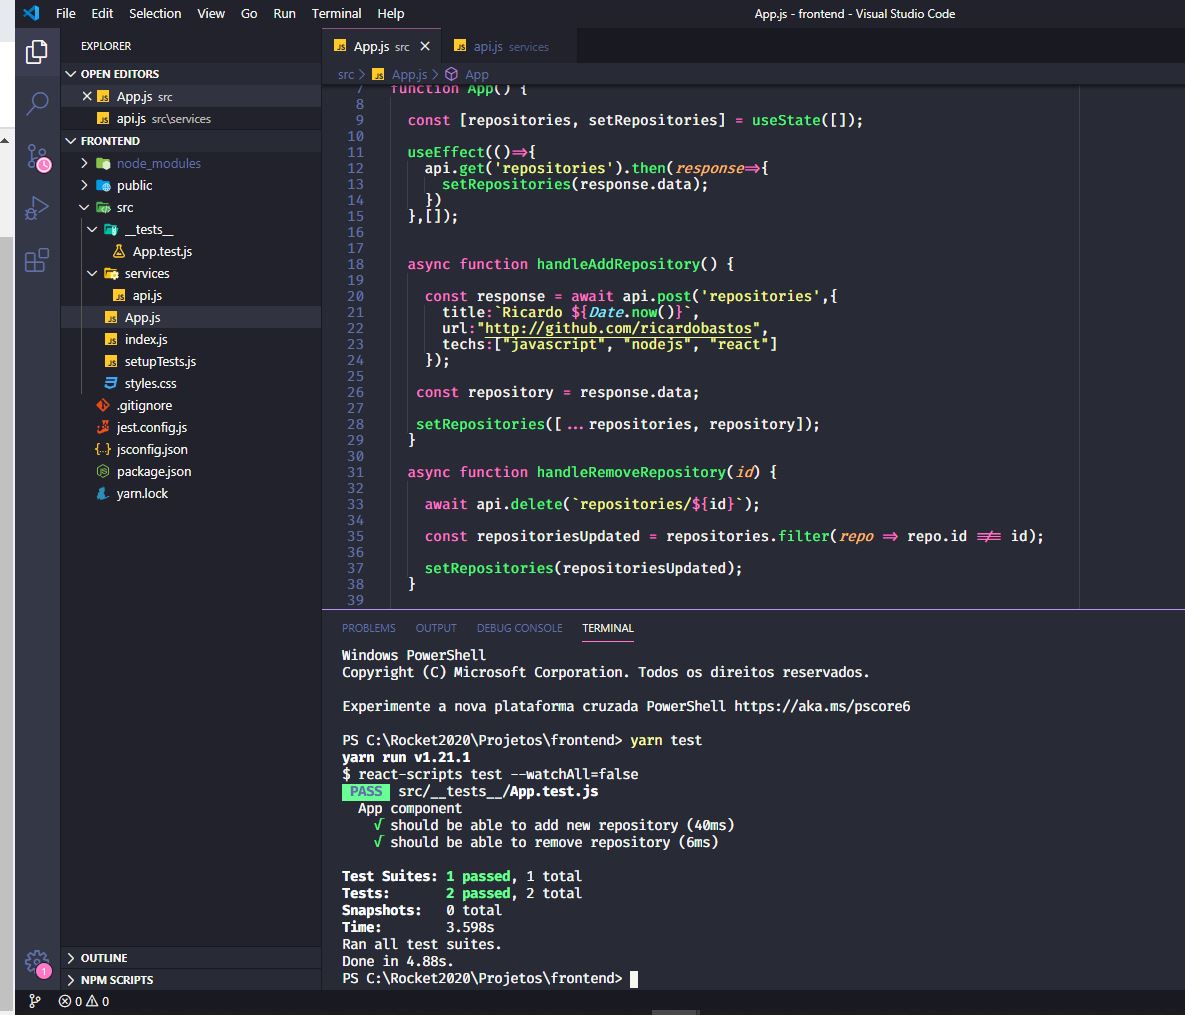 File Edit Selection View Go Run Terminal Help
App.js - frontend - Visual Studio Code
EXPLORER
OPEN EDITORS
App.js src
api.js src\services
FRONTEND
node_modules
public
src
__tests__
App.test.js
services
api.js
App.js
index.js
setupTests.js
styles.css
.gitignore
jest.config.js
jsconfig.json
package.json
yarn.lock
OUTLINE
NPM SCRIPTS
1
0 0
App.js src
api.js services
src > App.js > App
7 function App() {
8
9 const [repositories, setRepositories] = useState([]);
10
11 useEffect(()=>{
12 api.get('repositories').then(response=>{
13 setRepositories(response.data);
14 })
15 },[]);
16
17
18 async function handleAddRepository() {
19
20 const response = await api.post('repositories',{
21 title:`Ricardo ${Date.now()}`,
22 url:"http://github.com/ricardobastos",
23 techs:["javascript", "nodejs", "react"]
24 });
25
26 const repository = response.data;
27
28 setRepositories([...repositories, repository]);
29 }
30
31 async function handleRemoveRepository(id) {
32
33 await api.delete(`repositories/${id}`);
34
35 const repositoriesUpdated = repositories.filter(repo => repo.id !== id);
36
37 setRepositories(repositoriesUpdated);
38 }
39
PROBLEMS OUTPUT DEBUG CONSOLE TERMINAL
Windows PowerShell
Copyright (C) Microsoft Corporation. Todos os direitos reservados.
Experimente a nova plataforma cruzada PowerShell https://aka.ms/pscore6
PS C:\Rocket2020\Projetos\frontend> yarn test
yarn run v1.21.1
$ react-scripts test --watchAll=false
PASS src/__tests__/App.test.js
App component
√ should be able to add new repository (40ms)
√ should be able to remove repository (6ms)
Test Suites: 1 passed, 1 total
Tests: 2 passed, 2 total
Snapshots: 0 total
Time: 3.598s
Ran all test suites.
Done in 4.88s.
PS C:\Rocket2020\Projetos\frontend>